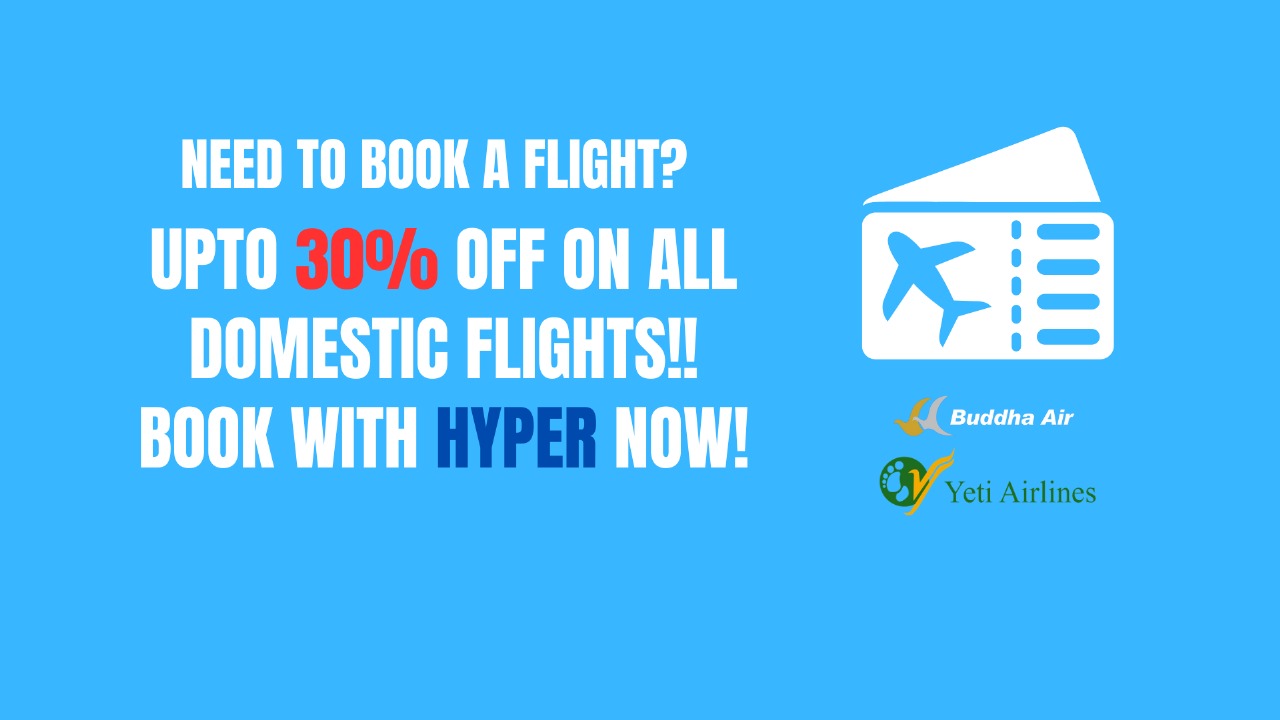 NEED TO BOOK A FLIGHT?
UPTO 30% OFF ON ALL
DOMESTIC FLIGHTS!!
BOOK WITH HYPER NOW!
Buddha Air
Yeti Airlines